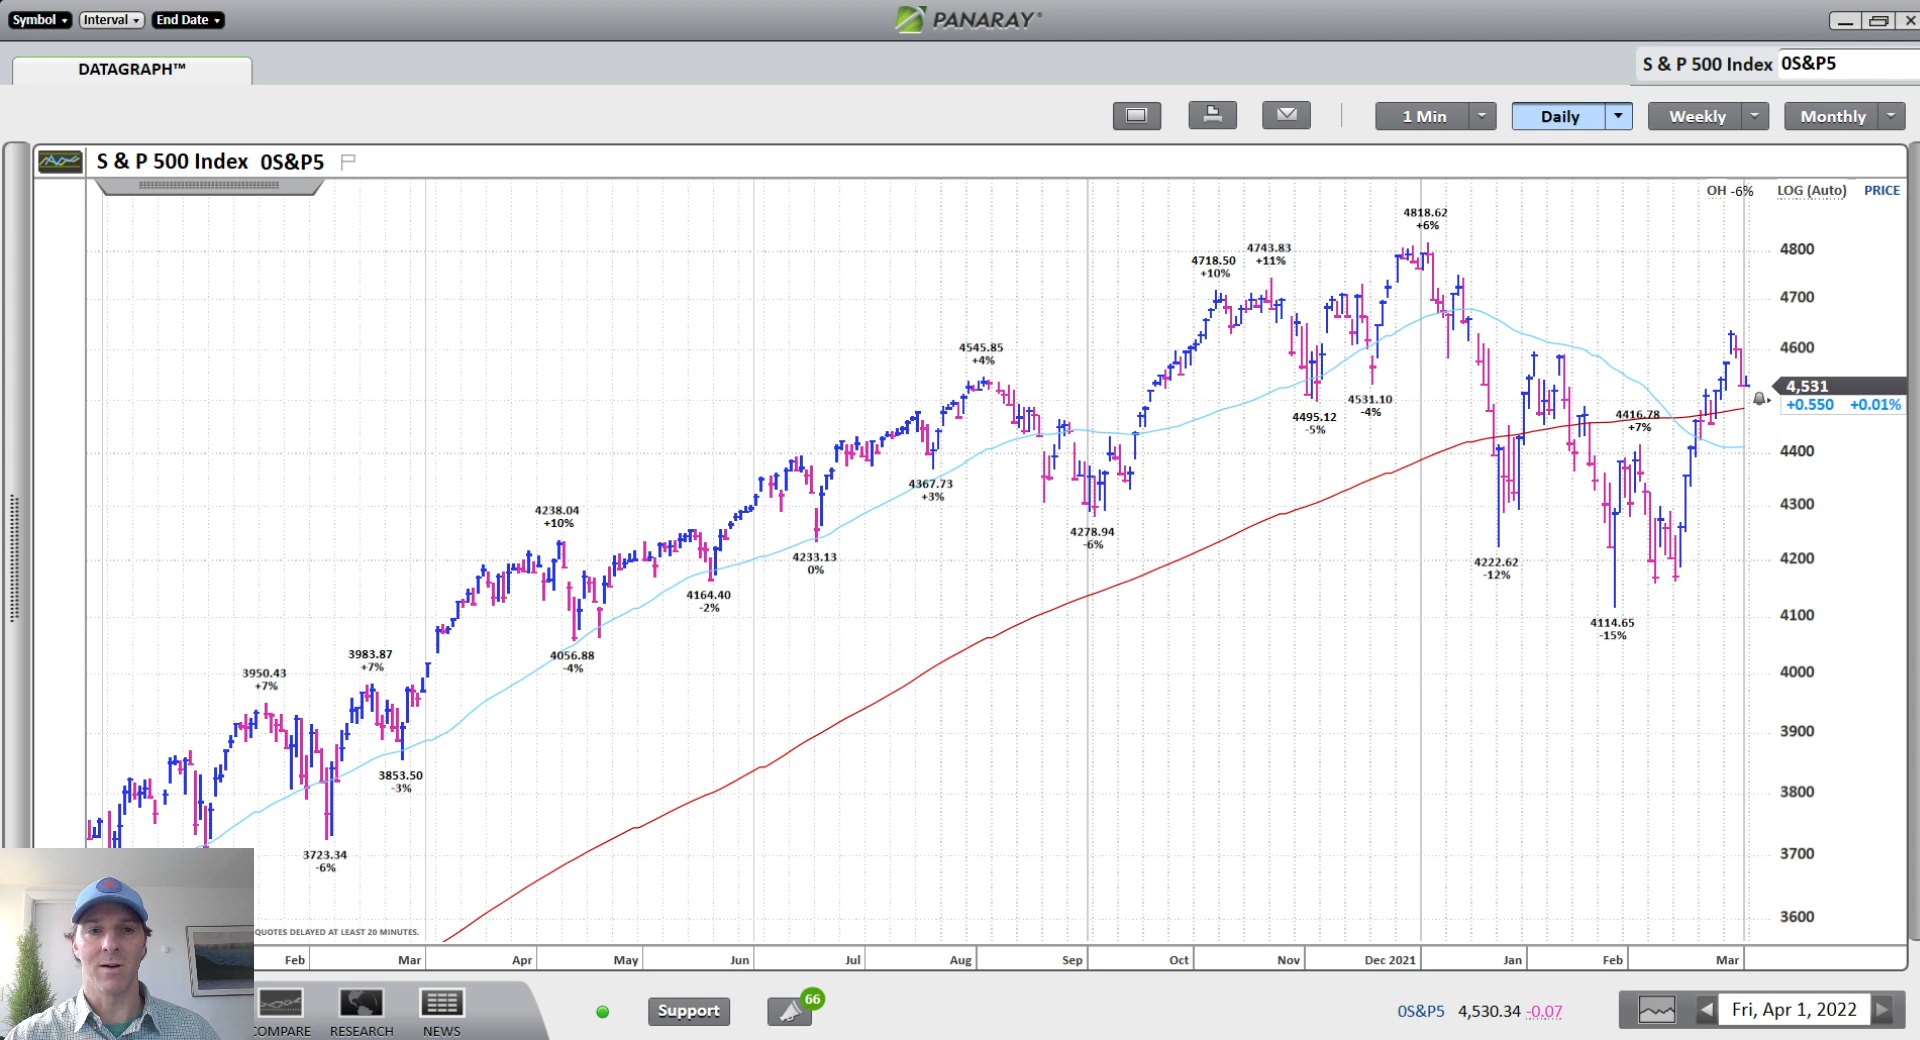 Symbol
Interval
End Date
PANARAY®
DATAGRAPH™
S & P 500 Index 0S&P5
1 Min
Daily
Weekly
Monthly
S & P 500 Index 0S&P5
OH -6%
LOG (Auto)
PRICE
4818.62
+6%
4743.83
+11%
4718.50
+10%
4545.85
+4%
4531.10
-4%
4495.12
-5%
4416.78
+7%
4367.73
+3%
4278.94
-6%
4238.04
+10%
4233.13
0%
4222.62
-12%
4164.40
-2%
4114.65
-15%
4056.88
-4%
3983.87
+7%
3950.43
+7%
3853.50
-3%
3723.34
-6%
4800
4700
4600
4,531
+0.550 +0.01%
4400
4300
4200
4100
4000
3900
3800
3700
3600
QUOTES DELAYED AT LEAST 20 MINUTES.
Feb
Mar
Apr
May
Jun
Jul
Aug
Sep
Oct
Nov
Dec 2021
Jan
Feb
Mar
COMPARE
RESEARCH
NEWS
Support
66
0S&P5 4,530.34 -0.07
Fri, Apr 1, 2022